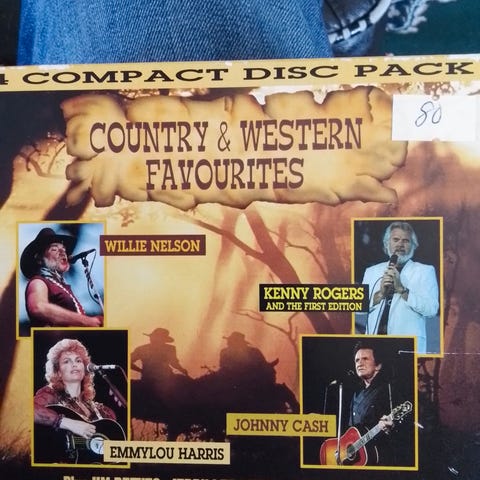 4 COMPACT DISC PACK
80
COUNTRY & WESTERN
FAVOURITES
WILLIE NELSON
KENNY ROGERS
AND THE FIRST EDITION
JOHNNY CASH
EMMYLOU HARRIS